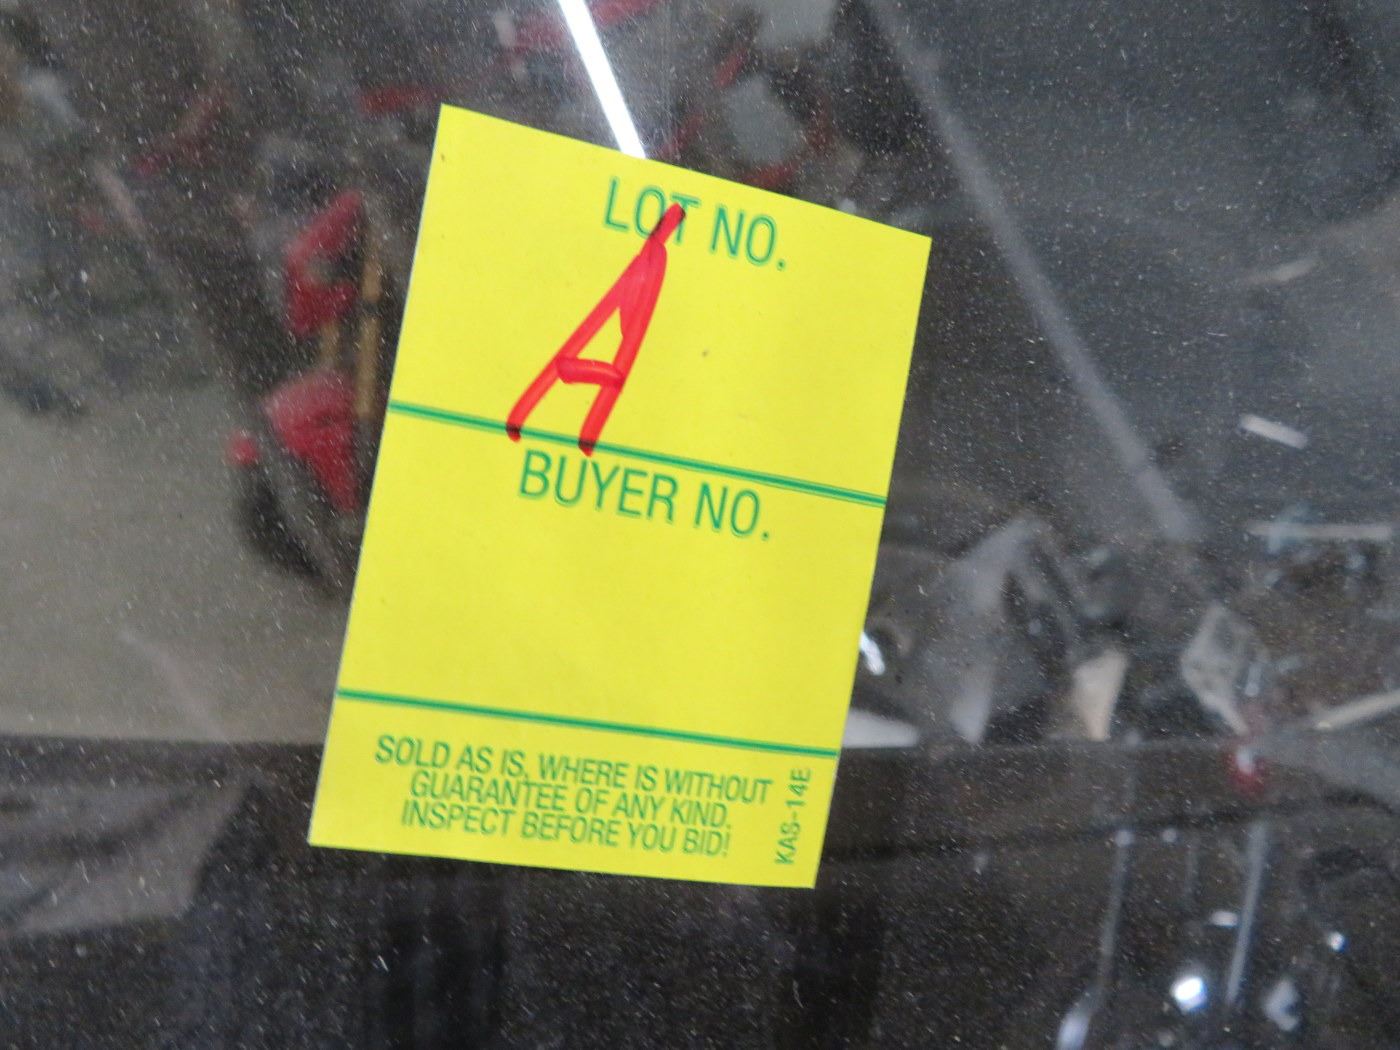 LOT NO.
A
BUYER NO.
SOLD AS IS, WHERE IS WITHOUT
GUARANTEE OF ANY KIND.
INSPECT BEFORE YOU BID!
KAS-14E